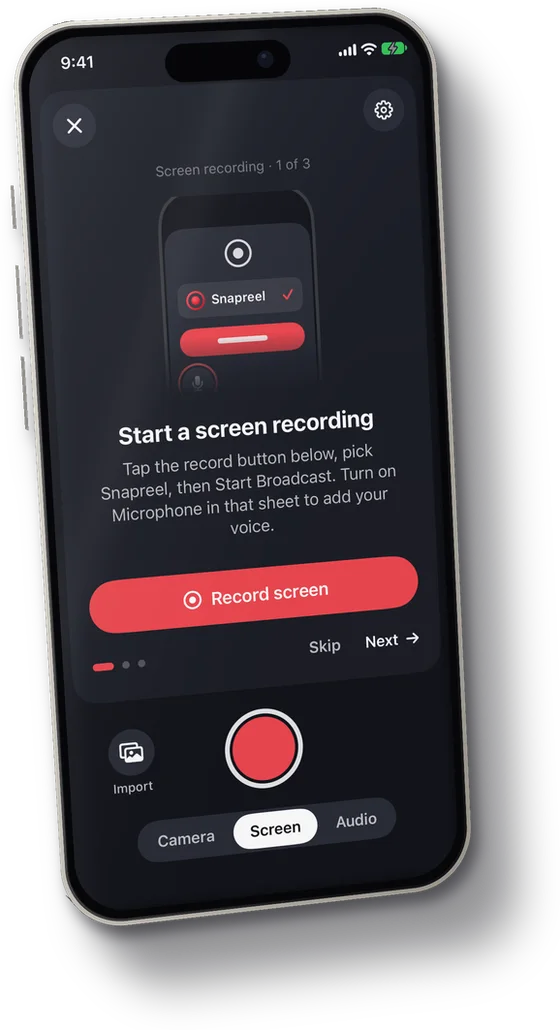 9:41
Screen recording · 1 of 3
Snapreel
Start a screen recording
Tap the record button below, pick
Snapreel, then Start Broadcast. Turn on
Microphone in that sheet to add your
voice.
Record screen
Skip
Next →
Import
Camera
Screen
Audio